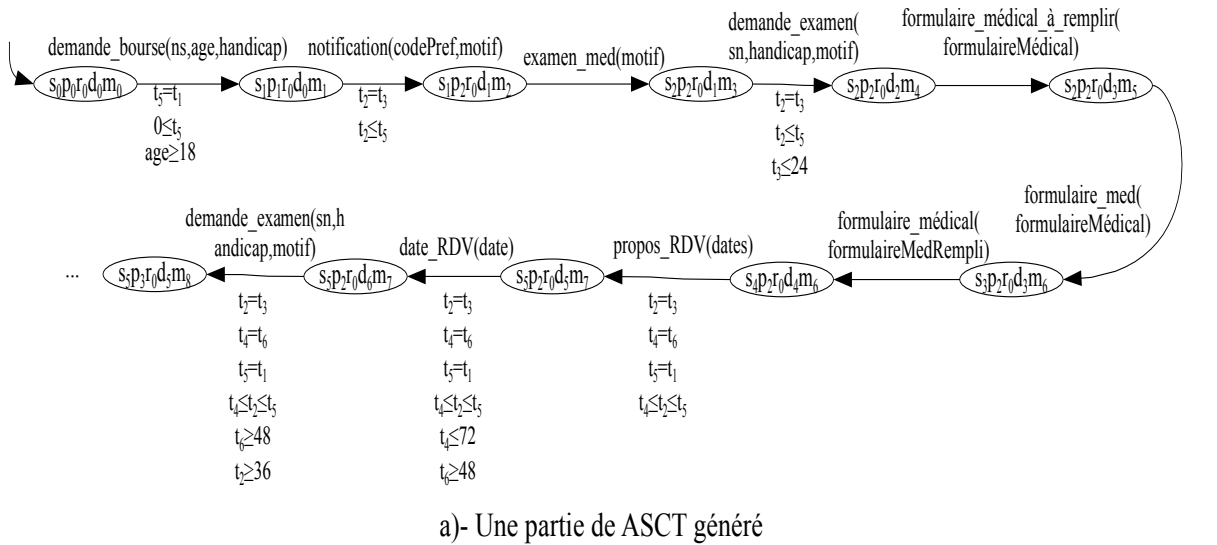 demande_bourse(ns,age,handicap)
notification(codePref,motif)
examen_med(motif)
demande_examen(
sn,handicap,motif)
formulaire_médical_à_remplir(
formulaireMédical)
s₀p₀r₀d₀m₀
s₁p₁r₀d₀m₁
s₁p₂r₀d₁m₂
s₂p₂r₀d₁m₃
s₂p₂r₀d₂m₄
s₂p₂r₀d₃m₅
t₅=t₁
0≤t₅
age≥18
t₂=t₃
t₂≤t₅
t₂=t₃
t₂≤t₅
t₃≤24
formulaire_med(
formulaireMédical)
formulaire_médical(
formulaireMedRempli)
propos_RDV(dates)
date_RDV(date)
demande_examen(sn,h
andicap,motif)
...
s₅p₃r₀d₅m₈
s₅p₂r₀d₆m₇
s₅p₂r₀d₅m₇
s₄p₂r₀d₄m₆
s₃p₂r₀d₃m₆
t₂=t₃
t₄=t₆
t₅=t₁
t₄≤t₂≤t₅
t₆≥48
t₂≥36
t₂=t₃
t₄=t₆
t₅=t₁
t₄≤t₂≤t₅
t₄≤72
t₆≥48
t₂=t₃
t₄=t₆
t₅=t₁
t₄≤t₂≤t₅
a)- Une partie de ASCT généré